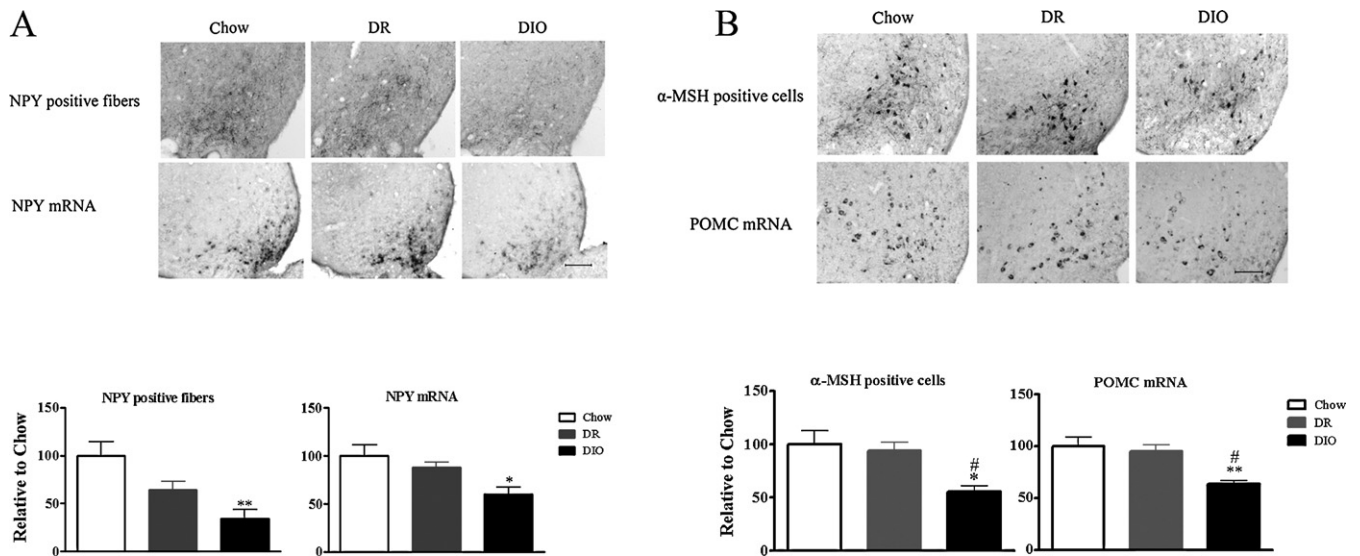 A
Chow DR DIO
NPY positive fibers
NPY mRNA
B
Chow DR DIO
α-MSH positive cells
POMC mRNA
NPY positive fibers
Relative to Chow
150
100
50
0
**
NPY mRNA
150
100
50
0
*
Chow
DR
DIO
α-MSH positive cells
Relative to Chow
150
100
50
0
#
*
POMC mRNA
150
100
50
0
#
**
Chow
DR
DIO